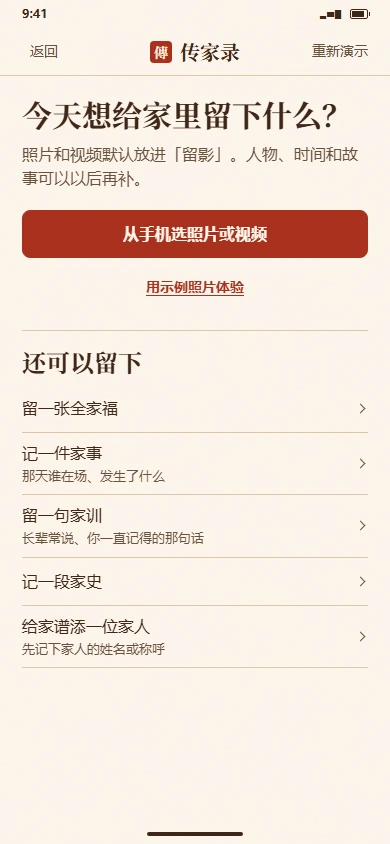 9:41
返回
傳
传家录
重新演示
今天想给家里留下什么？
照片和视频默认放进「留影」。人物、时间和故
事可以以后再补。
从手机选照片或视频
用示例照片体验
还可以留下
留一张全家福
记一件家事
那天谁在场、发生了什么
留一句家训
长辈常说、你一直记得的那句话
记一段家史
给家谱添一位家人
先记下家人的姓名或称呼